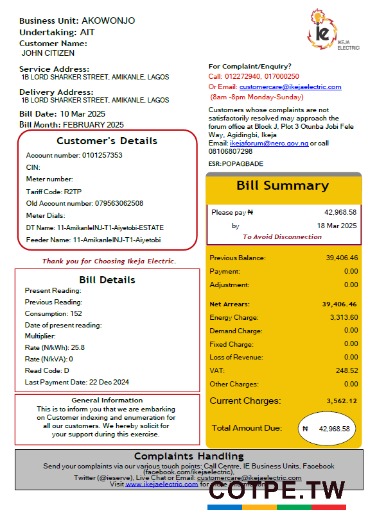 Business Unit: AKOWONJO
Undertaking: AIT
Customer Name:
JOHN CITIZEN
Service Address:
1B LORD SHARKER STREET, AMIKANLE, LAGOS
Delivery Address:
1B LORD SHARKER STREET, AMIKANLE, LAGOS
Bill Date: 10 Mar 2025
Bill Month: FEBRUARY 2025
ie
IKEJA
ELECTRIC
For Complaint/Enquiry?
Call: 012272940, 017000250
Or Email: customercare@ikejaelectric.com
(8am -8pm Monday-Sunday)
Customers whose complaints are not
satisfactorily resolved may approach the
forum office at Block J, Plot 3 Otunba Jobi Fele
Way, Agidingbi, Ikeja
Email: ikejaforum@nerc.gov.ng or call
08106807298
ESR:POPAGBADE
Customer's Details
Account number: 0101257353
CIN:
Meter number:
Tariff Code: R2TP
Old Account number: 079563062508
Meter Dials:
DT Name: 11-AmikanleINJ-T1-Aiyetobi-ESTATE
Feeder Name: 11-AmikanleINJ-T1-Aiyetobi
Thank you for Choosing Ikeja Electric.
Bill Details
Present Reading:
Previous Reading:
Consumption: 152
Date of present reading:
Multiplier:
Rate (N/kWh): 25.8
Rate (N/kVA): 0
Read Code: D
Last Payment Date: 22 Dec 2024
General Information
This is to inform you that we are embarking
on Customer indexing and enumeration for
all our customers. We hereby solicit for
your support during this exercise.
Bill Summary
Please pay ₦ 42,968.58
by 18 Mar 2025
To Avoid Disconnection
Previous Balance: 39,406.46
Payment: 0.00
Adjustment: 0.00
Net Arrears: 39,406.46
Energy Charge: 3,313.60
Demand Charge: 0.00
Fixed Charge: 0.00
Loss of Revenue: 0.00
VAT: 248.52
Other Charges: 0.00
Current Charges: 3,562.12
Total Amount Due: ₦ 42,968.58
Complaints Handling
Send your complaints via our various touch points: Call Centre, IE Business Units, Facebook
(facebook.com/ikejaelectric),
Twitter (@ieserve), Live Chat or Email: customercare@ikejaelectric.com
Visit www.ikejaelectric.com for more
COTPE.TW